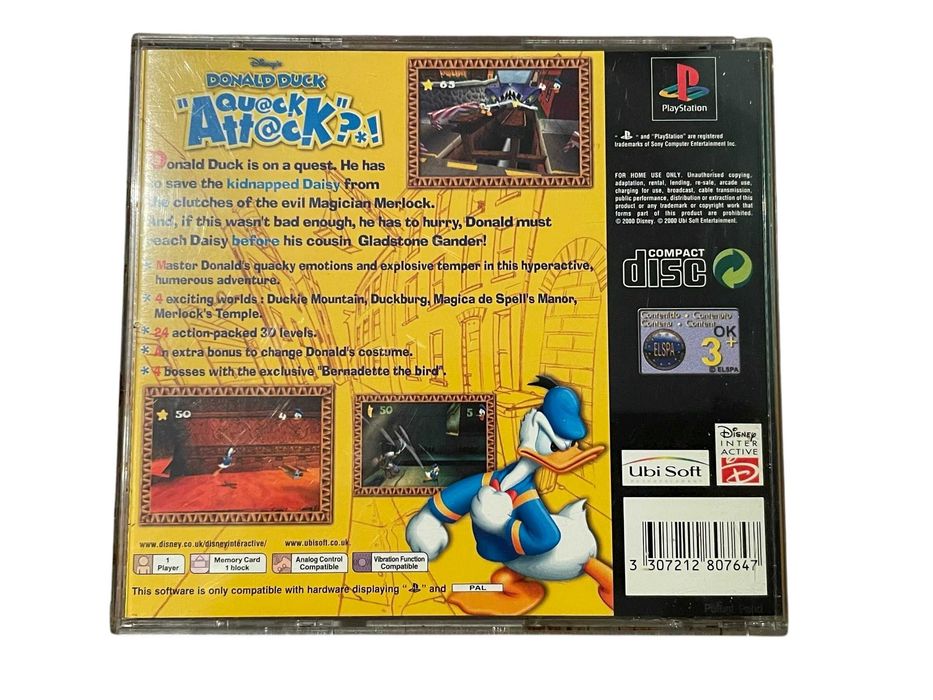 Disney's
DONALD DUCK
"QU@CK
ATT@CK"?*!
Donald Duck is on a quest. He has
to save the kidnapped Daisy from
the clutches of the evil Magician Merlock.
And, if this wasn't bad enough, he has to hurry, Donald must
reach Daisy before his cousin Gladstone Gander!
* Master Donald's quacky emotions and explosive temper in this hyperactive,
humerous adventure.
* 4 exciting worlds : Duckie Mountain, Duckburg, Magica de Spell's Manor,
Merlock's Temple.
* 24 action-packed 3D levels.
* An extra bonus to change Donald's costume.
* 4 bosses with the exclusive "Bernadette the bird".
63
50
4
50
5
www.disney.co.uk/disneyinteractive/ www.ubisoft.co.uk
1
Player
Memory Card
1 block
Analog Control
Compatible
Vibration Function
Compatible
This software is only compatible with hardware displaying " " and PAL
PlayStation
" " and "PlayStation" are registered
trademarks of Sony Computer Entertainment Inc.
FOR HOME USE ONLY. Unauthorised copying,
adaptation, rental, lending, re-sale, arcade use,
charging for use, broadcast, cable transmission,
public performance, distribution or extraction of this
product or any trademark or copyright work that
forms part of this product are prohibited.
© 2000 Disney. © 2000 Ubi Soft Entertainment.
COMPACT
disc
Contenido • Conteudo
Contenu • Content
ELSPA
OK
3+
© ELSPA
Ubi Soft
Disney
INTER
ACTIVE
D
3 307212 807647